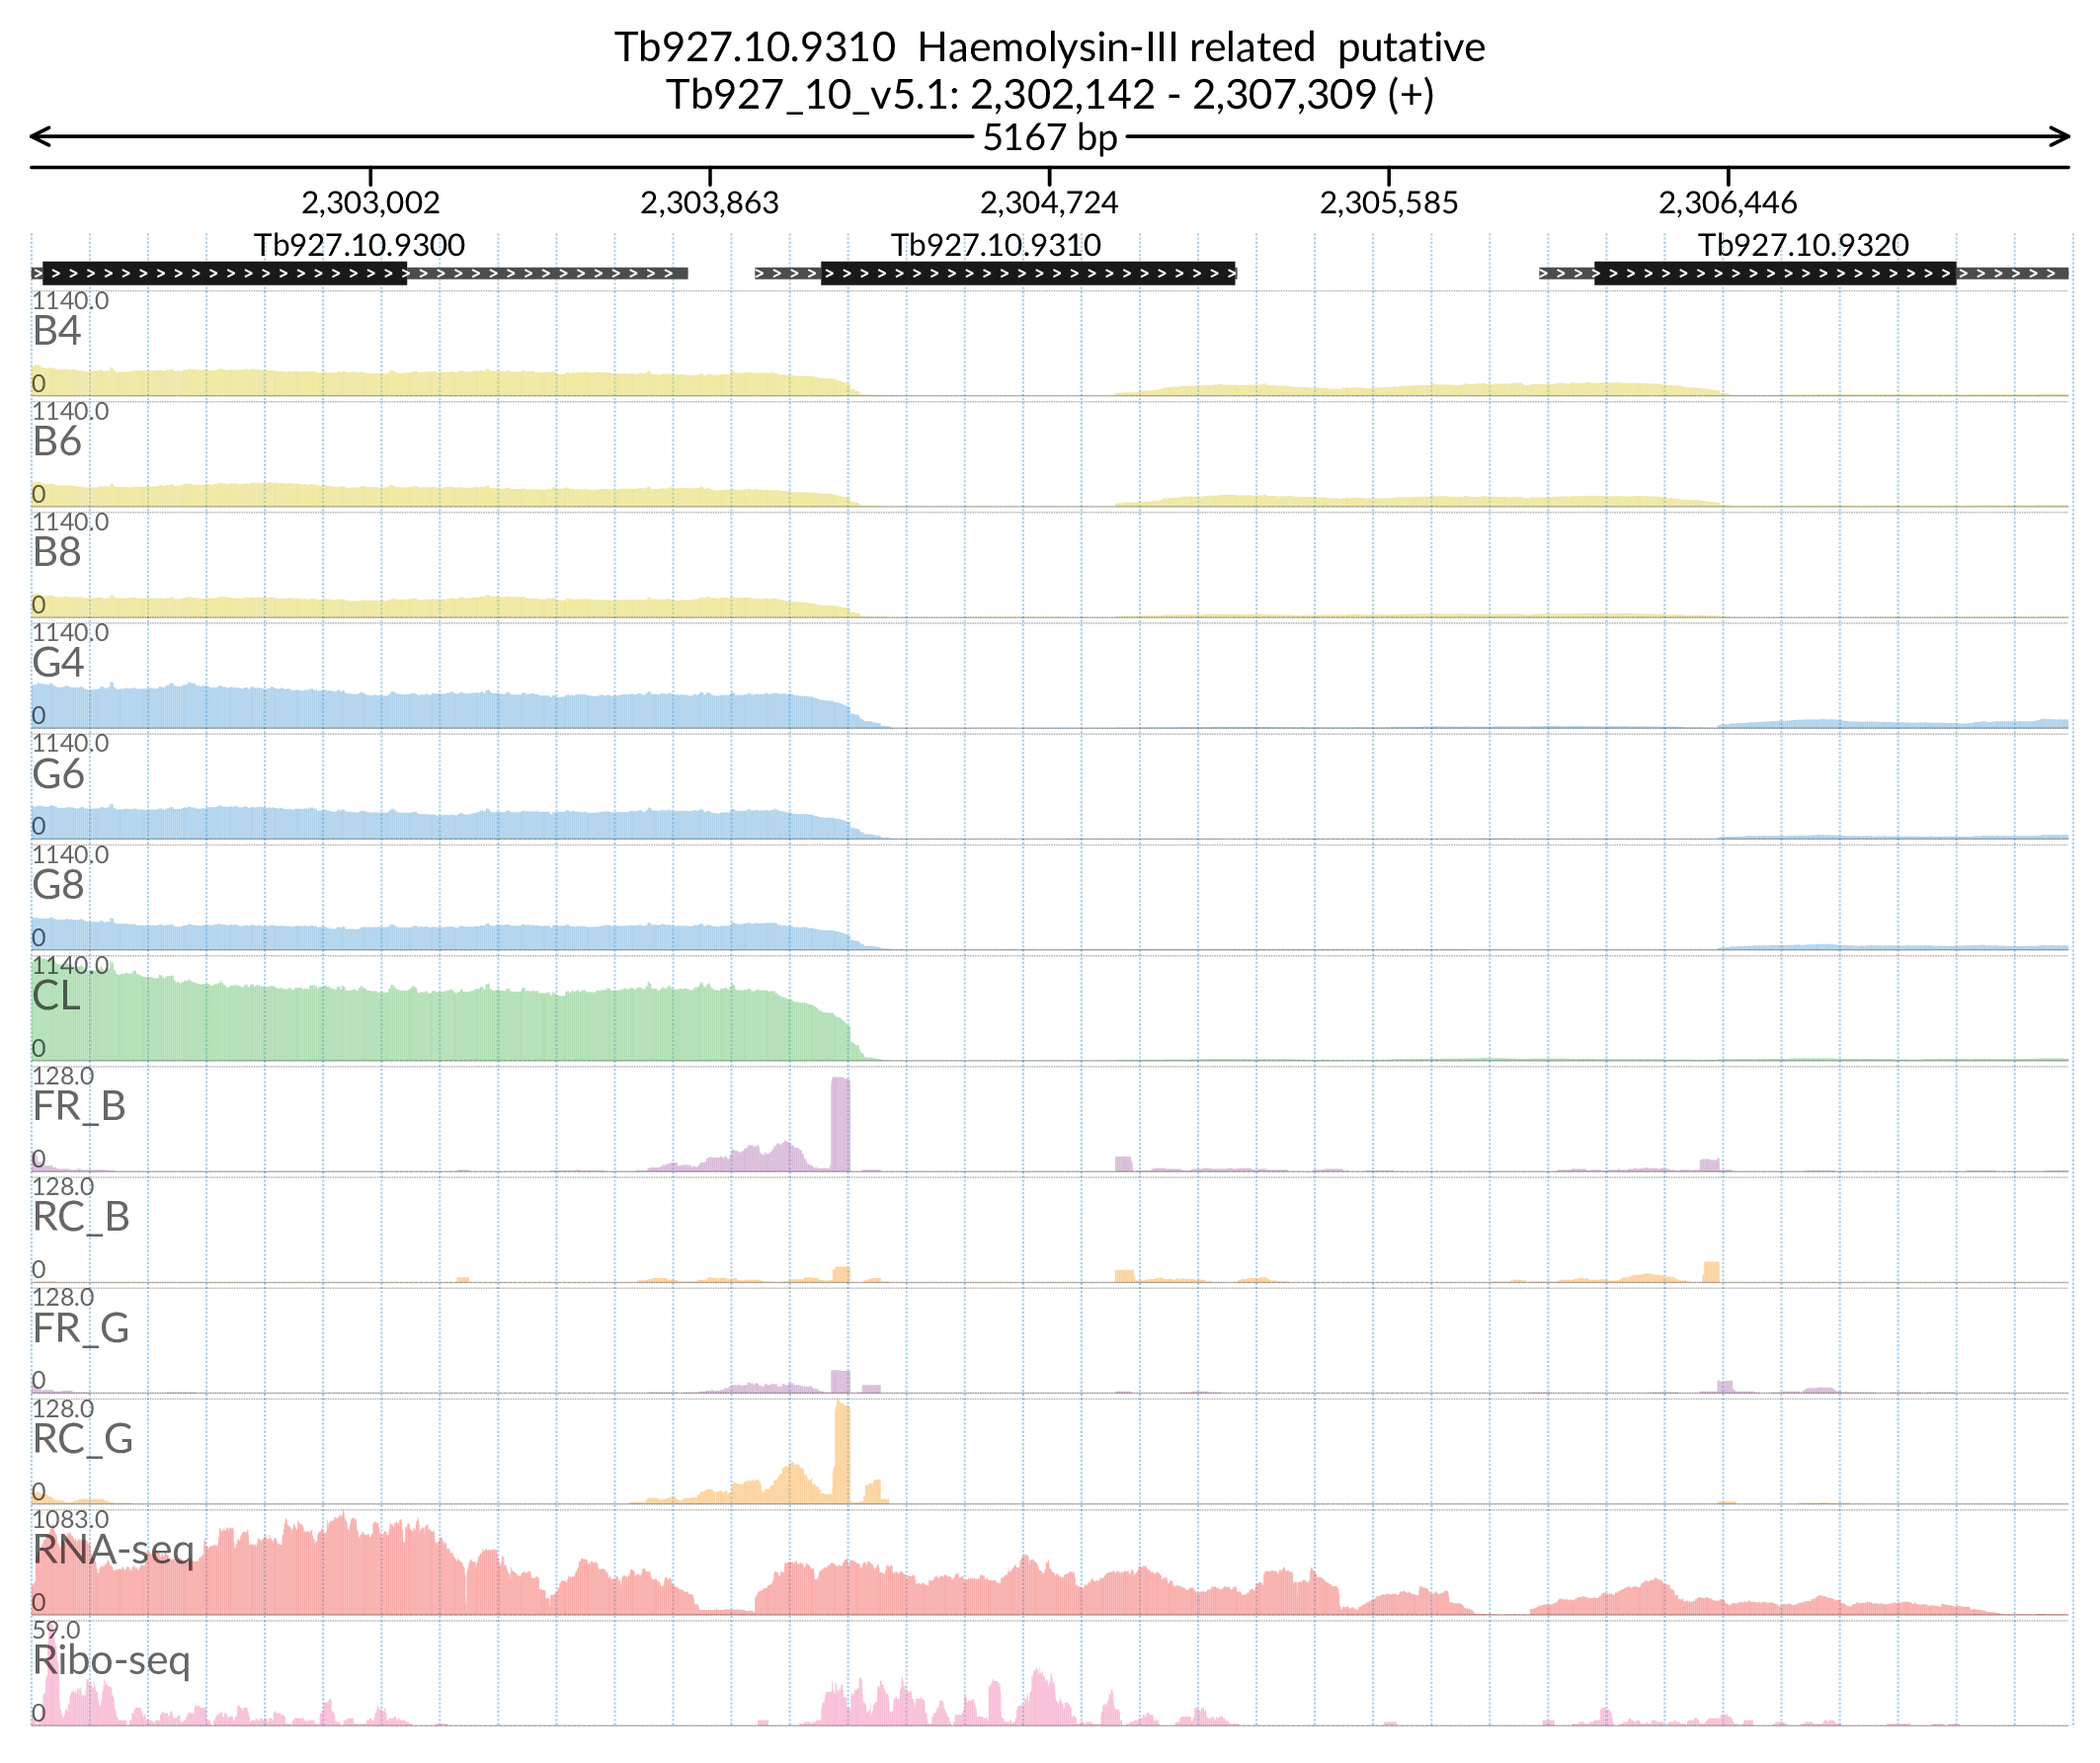 Tb927.10.9310 Haemolysin-III related putative
Tb927_10_v5.1: 2,302,142 - 2,307,309 (+)
5167 bp
2,303,002 2,303,863 2,304,724 2,305,585 2,306,446
Tb927.10.9300 Tb927.10.9310 Tb927.10.9320
1140.0
B4
0
1140.0
B6
0
1140.0
B8
0
1140.0
G4
0
1140.0
G6
0
1140.0
G8
0
1140.0
CL
0
128.0
FR_B
0
128.0
RC_B
0
128.0
FR_G
0
128.0
RC_G
0
1083.0
RNA-seq
0
59.0
Ribo-seq
0